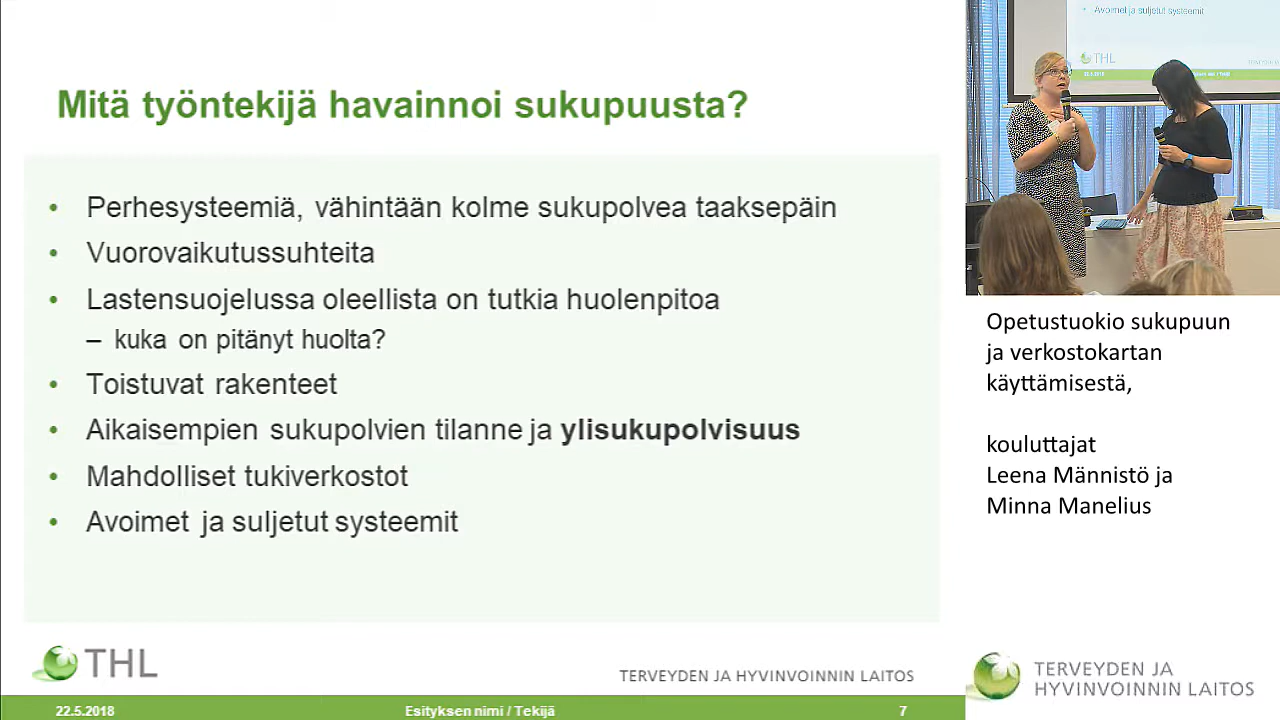 Mitä työntekijä havainnoi sukupuusta?
• Perhesysteemiä, vähintään kolme sukupolvea taaksepäin
• Vuorovaikutussuhteita
• Lastensuojelussa oleellista on tutkia huolenpitoa
– kuka on pitänyt huolta?
• Toistuvat rakenteet
• Aikaisempien sukupolvien tilanne ja ylisukupolvisuus
• Mahdolliset tukiverkostot
• Avoimet ja suljetut systeemit
THL
TERVEYDEN JA HYVINVOINNIN LAITOS
22.5.2018 Esityksen nimi / Tekijä 7
• Avoimet ja suljetut systeemit
THL
22.5.2018
Opetustuokio sukupuun
ja verkostokartan
käyttämisestä,
kouluttajat
Leena Männistö ja
Minna Manelius
TERVEYDEN JA
HYVINVOINNIN LAITOS